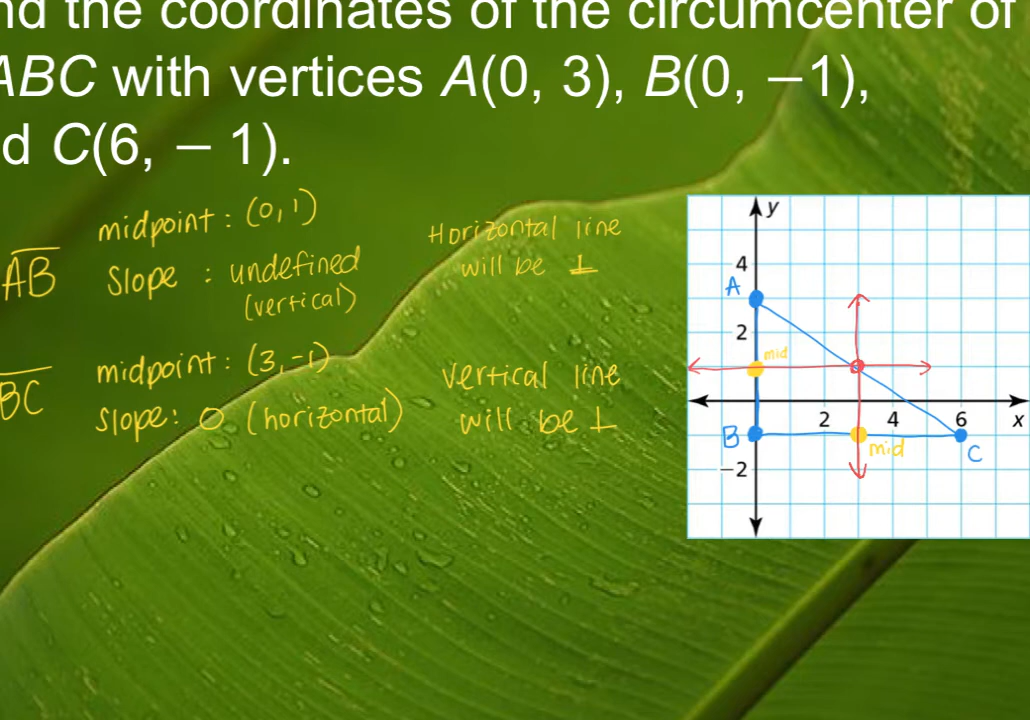 nd the coordinates of the circumcenter of
ABC with vertices A(0, 3), B(0, −1),
d C(6, − 1).
midpoint : (0, 1)
AB Slope : undefined
(vertical)
Horizontal line
will be ⊥
BC midpoint : (3, -1)
slope: 0 (horizontal)
vertical line
will be ⊥
y
4
A
2
mid
2 4 6 x
B
mid
C
−2